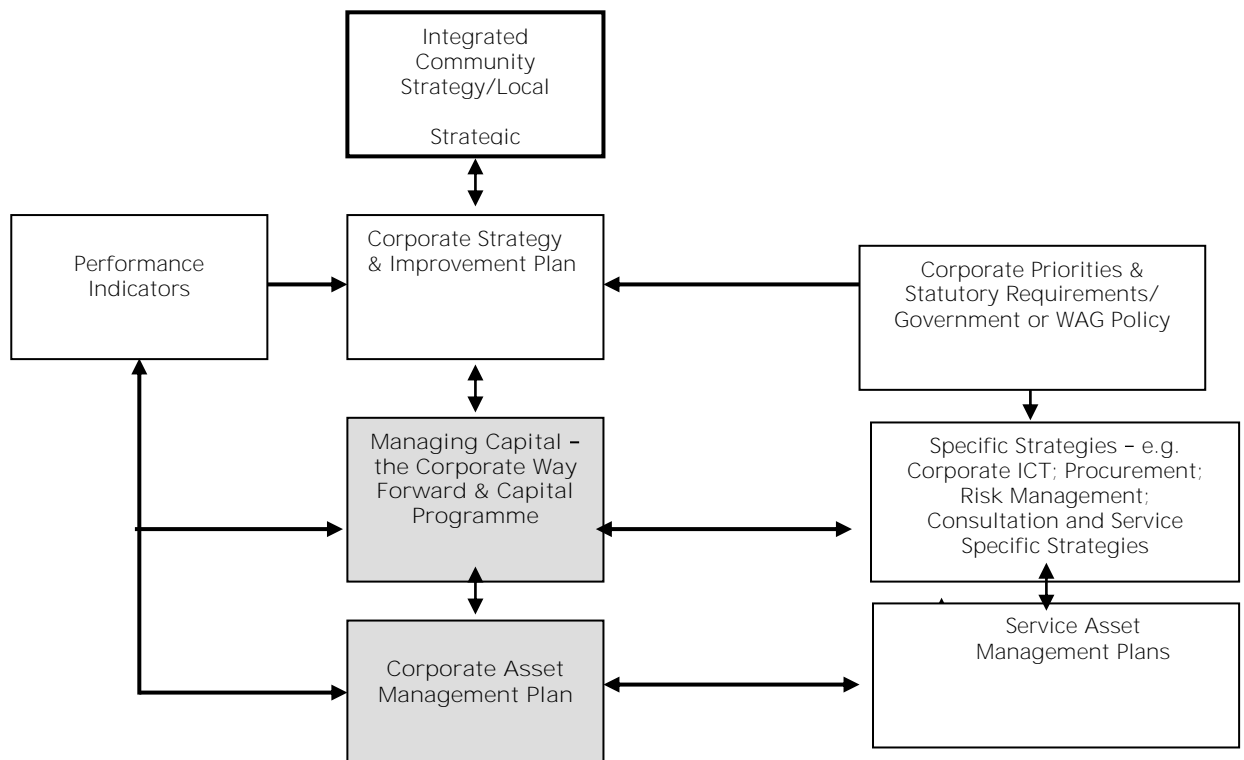 Integrated
Community
Strategy/Local
Strategic
Performance
Indicators
Corporate Strategy
& Improvement Plan
Corporate Priorities &
Statutory Requirements/
Government or WAG Policy
Managing Capital –
the Corporate Way
Forward & Capital
Programme
Specific Strategies – e.g.
Corporate ICT; Procurement;
Risk Management;
Consultation and Service
Specific Strategies
Corporate Asset
Management Plan
Service Asset
Management Plans